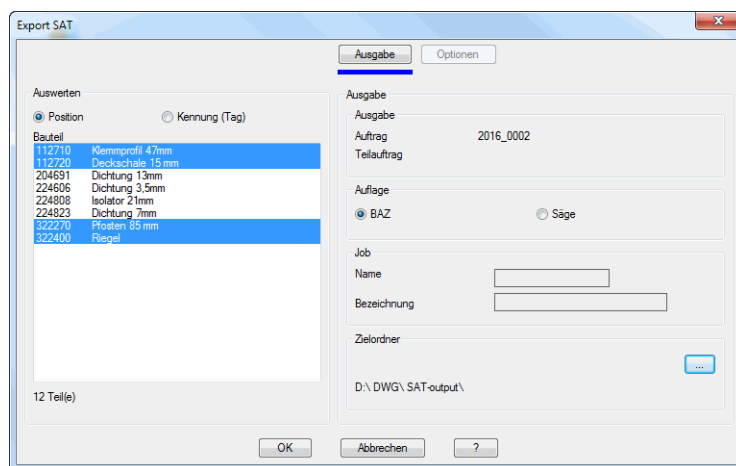 Export SAT
Ausgabe
Optionen
Auswerten
Position
Kennung (Tag)
Bauteil
112710 Klemmprofil 47mm
112720 Deckschale 15 mm
204691 Dichtung 13mm
224606 Dichtung 3,5mm
224808 Isolator 21mm
224823 Dichtung 7mm
322270 Pfosten 85 mm
322400 Riegel
12 Teil(e)
Ausgabe
Ausgabe
Auftrag 2016_0002
Teilauftrag
Auflage
BAZ
Säge
Job
Name
Bezeichnung
Zielordner
...
D:\ DWG\ SAT-output\
OK
Abbrechen
?